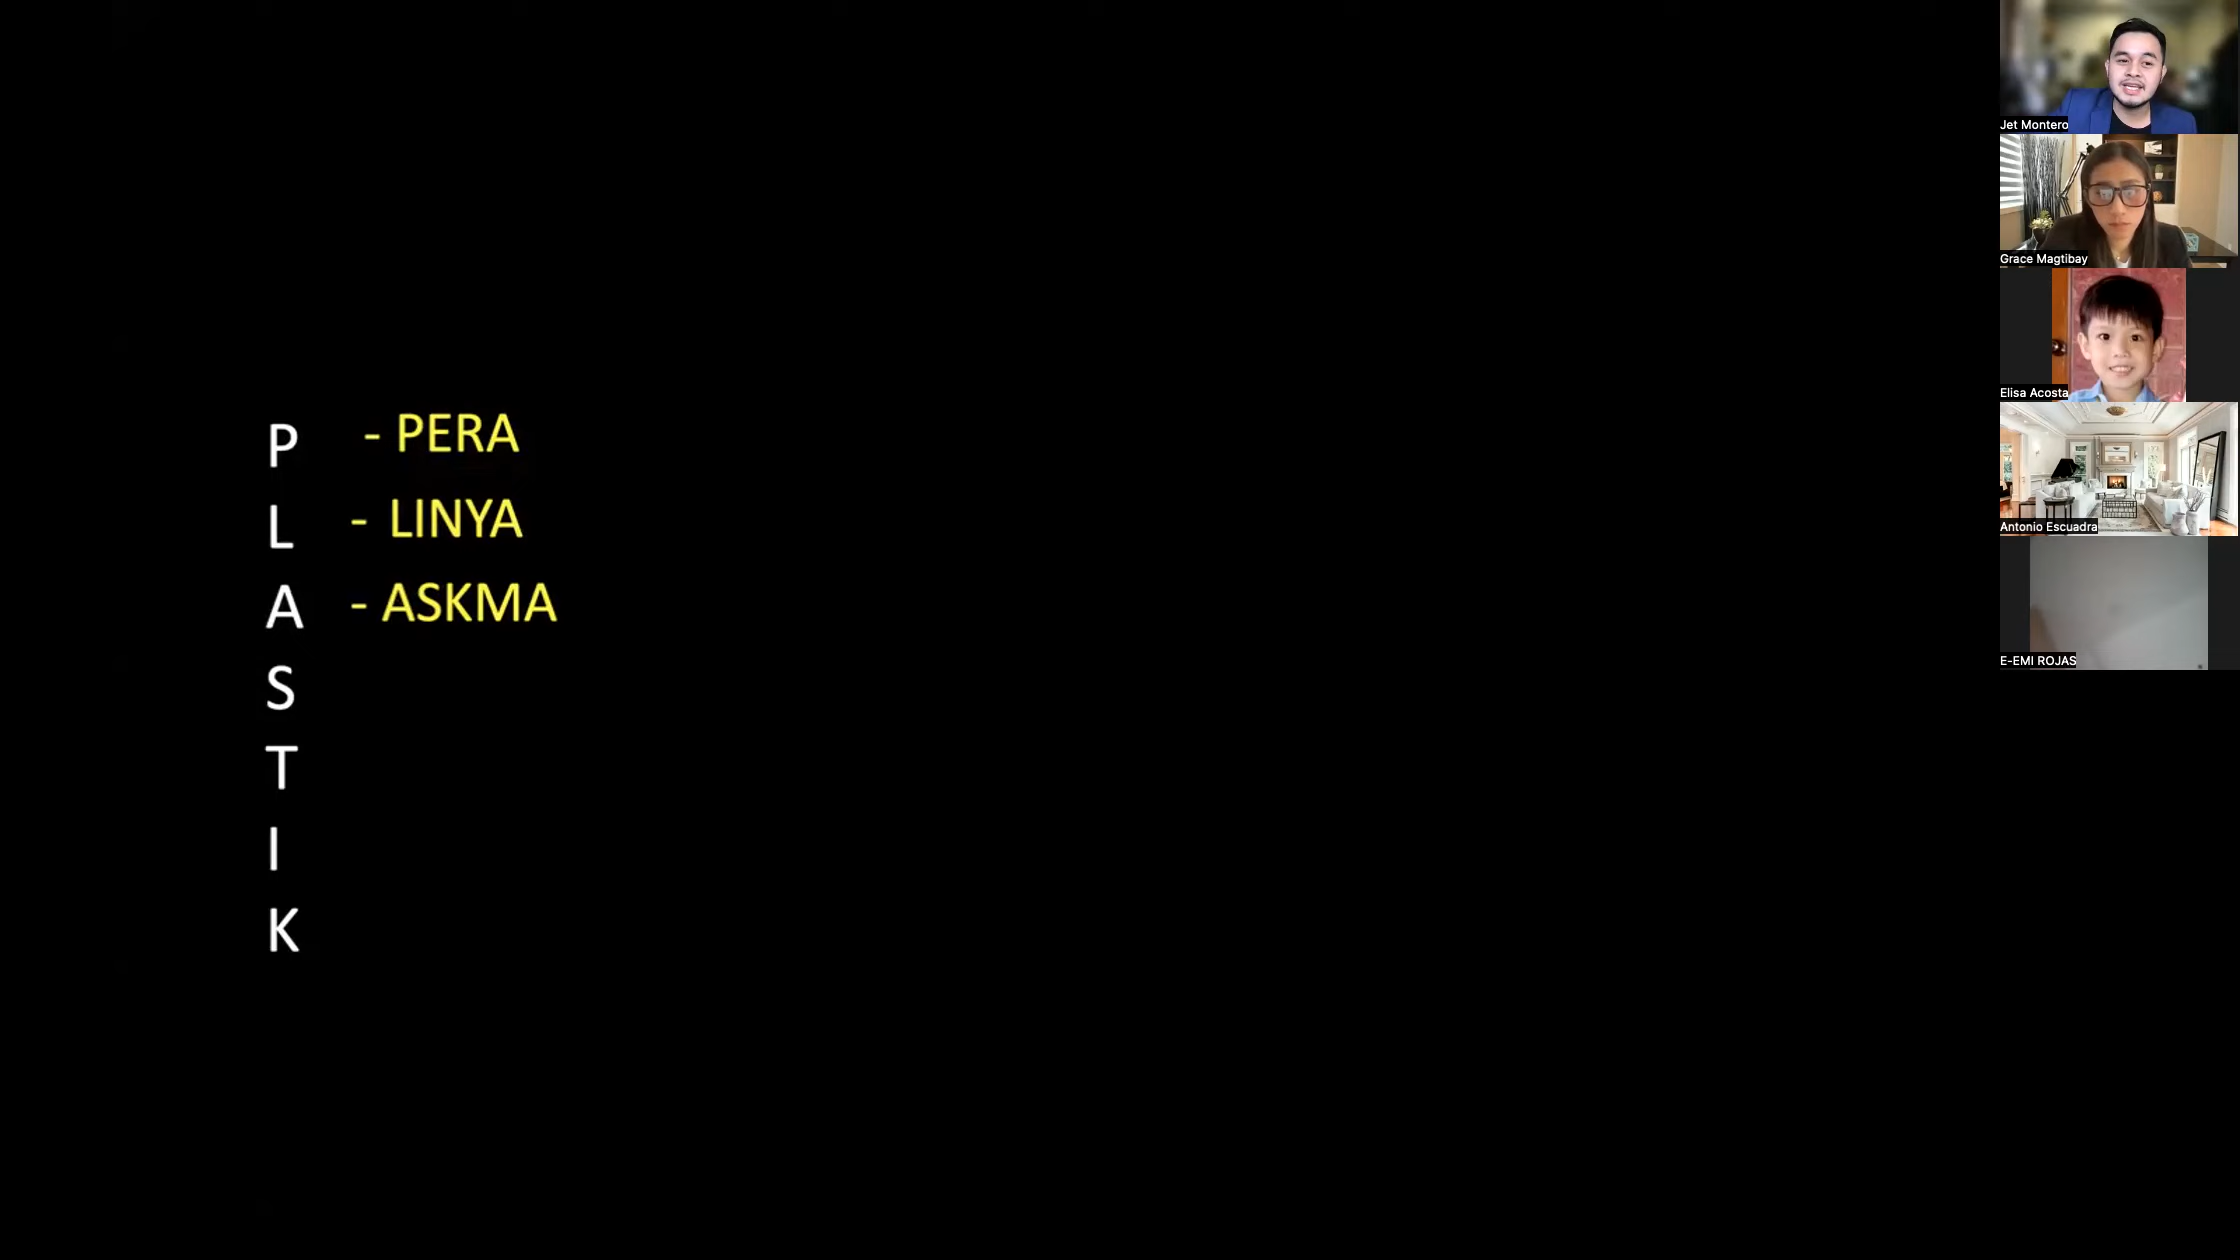 P - PERA
L - LINYA
A - ASKMA
S
T
I
K
Jet Montero
Grace Magtibay
Elisa Acosta
Antonio Escuadra
E-EMI ROJAS